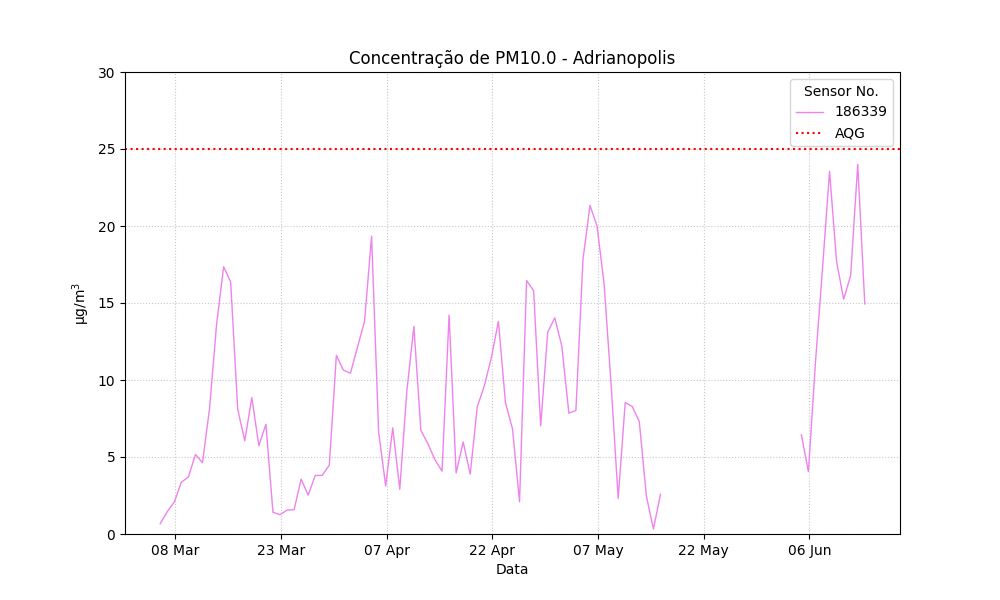 Concentração de PM10.0 - Adrianopolis
Sensor No.
186339
AQG
30
25
20
15
10
5
0
µg/m³
08 Mar
23 Mar
07 Apr
22 Apr
07 May
22 May
06 Jun
Data